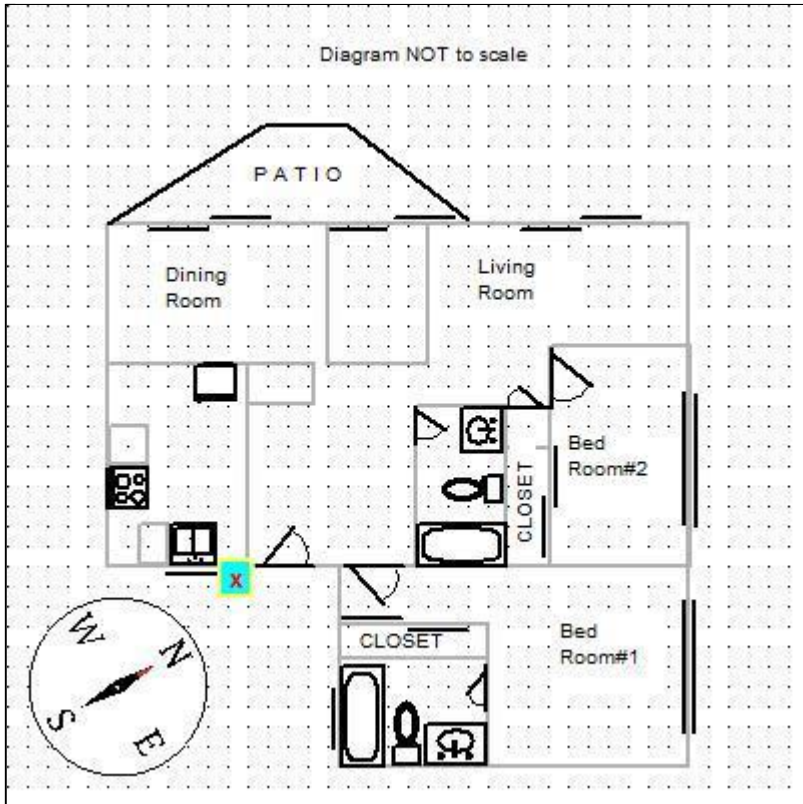 Diagram NOT to scale
PATIO
Dining
Room
Living
Room
Bed
Room#2
CLOSET
X
W
N
S
E
CLOSET
Bed
Room#1